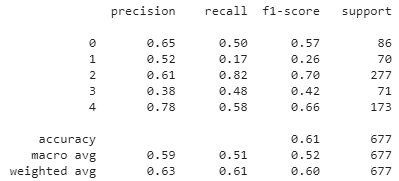 precision recall f1-score support
0 0.65 0.50 0.57 86
1 0.52 0.17 0.26 70
2 0.61 0.82 0.70 277
3 0.38 0.48 0.42 71
4 0.78 0.58 0.66 173
accuracy 0.61 677
macro avg 0.59 0.51 0.52 677
weighted avg 0.63 0.61 0.60 677